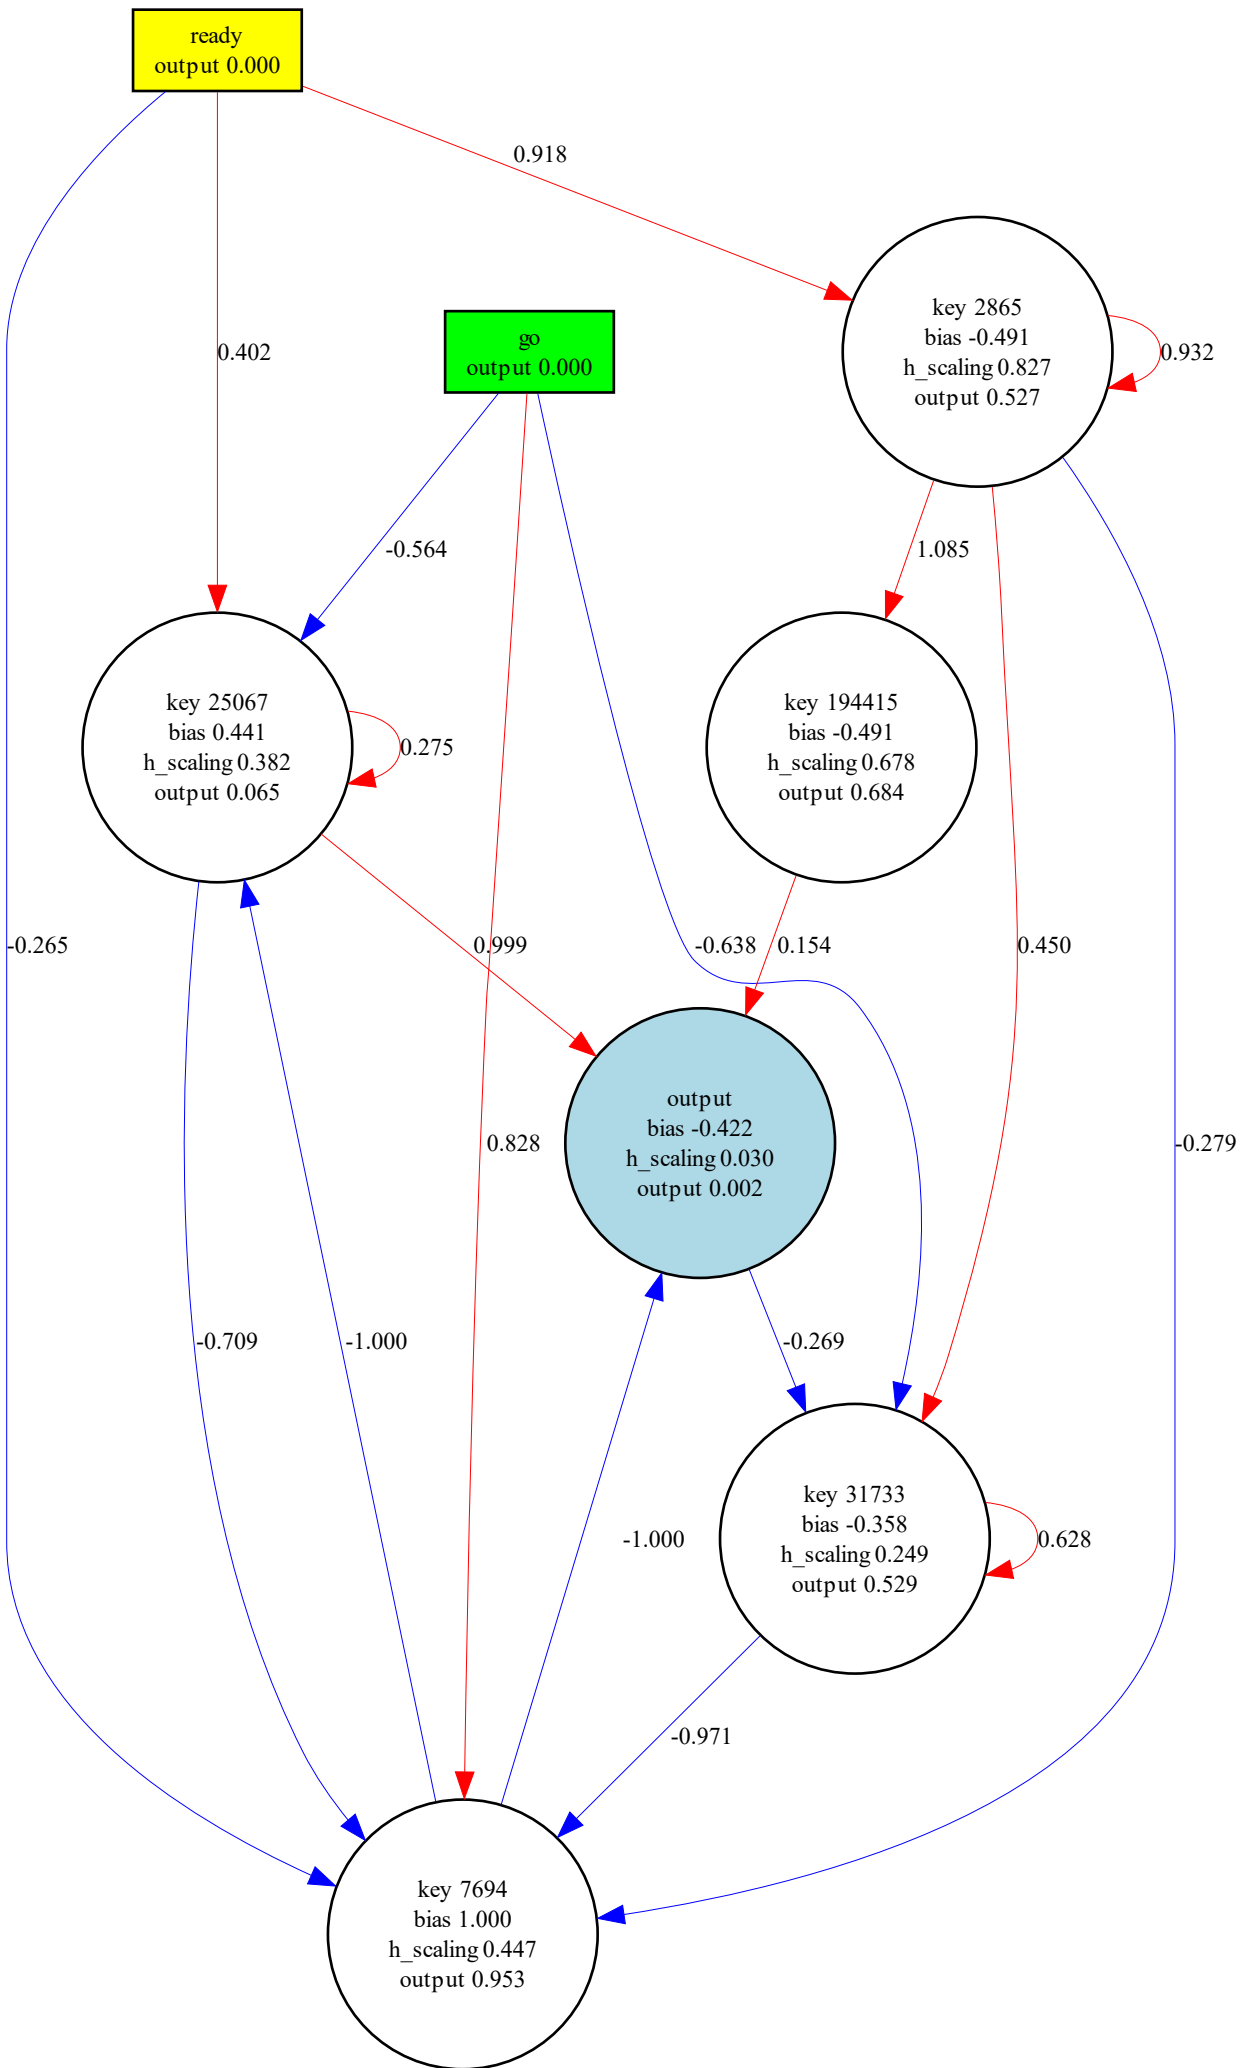 ready
output 0.000
0.918
key 2865
bias -0.491
h_scaling 0.827
output 0.527
0.932
go
output 0.000
0.402
-0.564
1.085
key 25067
bias 0.441
h_scaling 0.382
output 0.065
0.275
key 194415
bias -0.491
h_scaling 0.678
output 0.684
-0.265
0.999
-0.638
0.154
0.450
output
bias -0.422
h_scaling 0.030
output 0.002
0.828
-0.279
-0.709
-1.000
-0.269
key 31733
bias -0.358
h_scaling 0.249
output 0.529
-1.000
0.628
-0.971
key 7694
bias 1.000
h_scaling 0.447
output 0.953